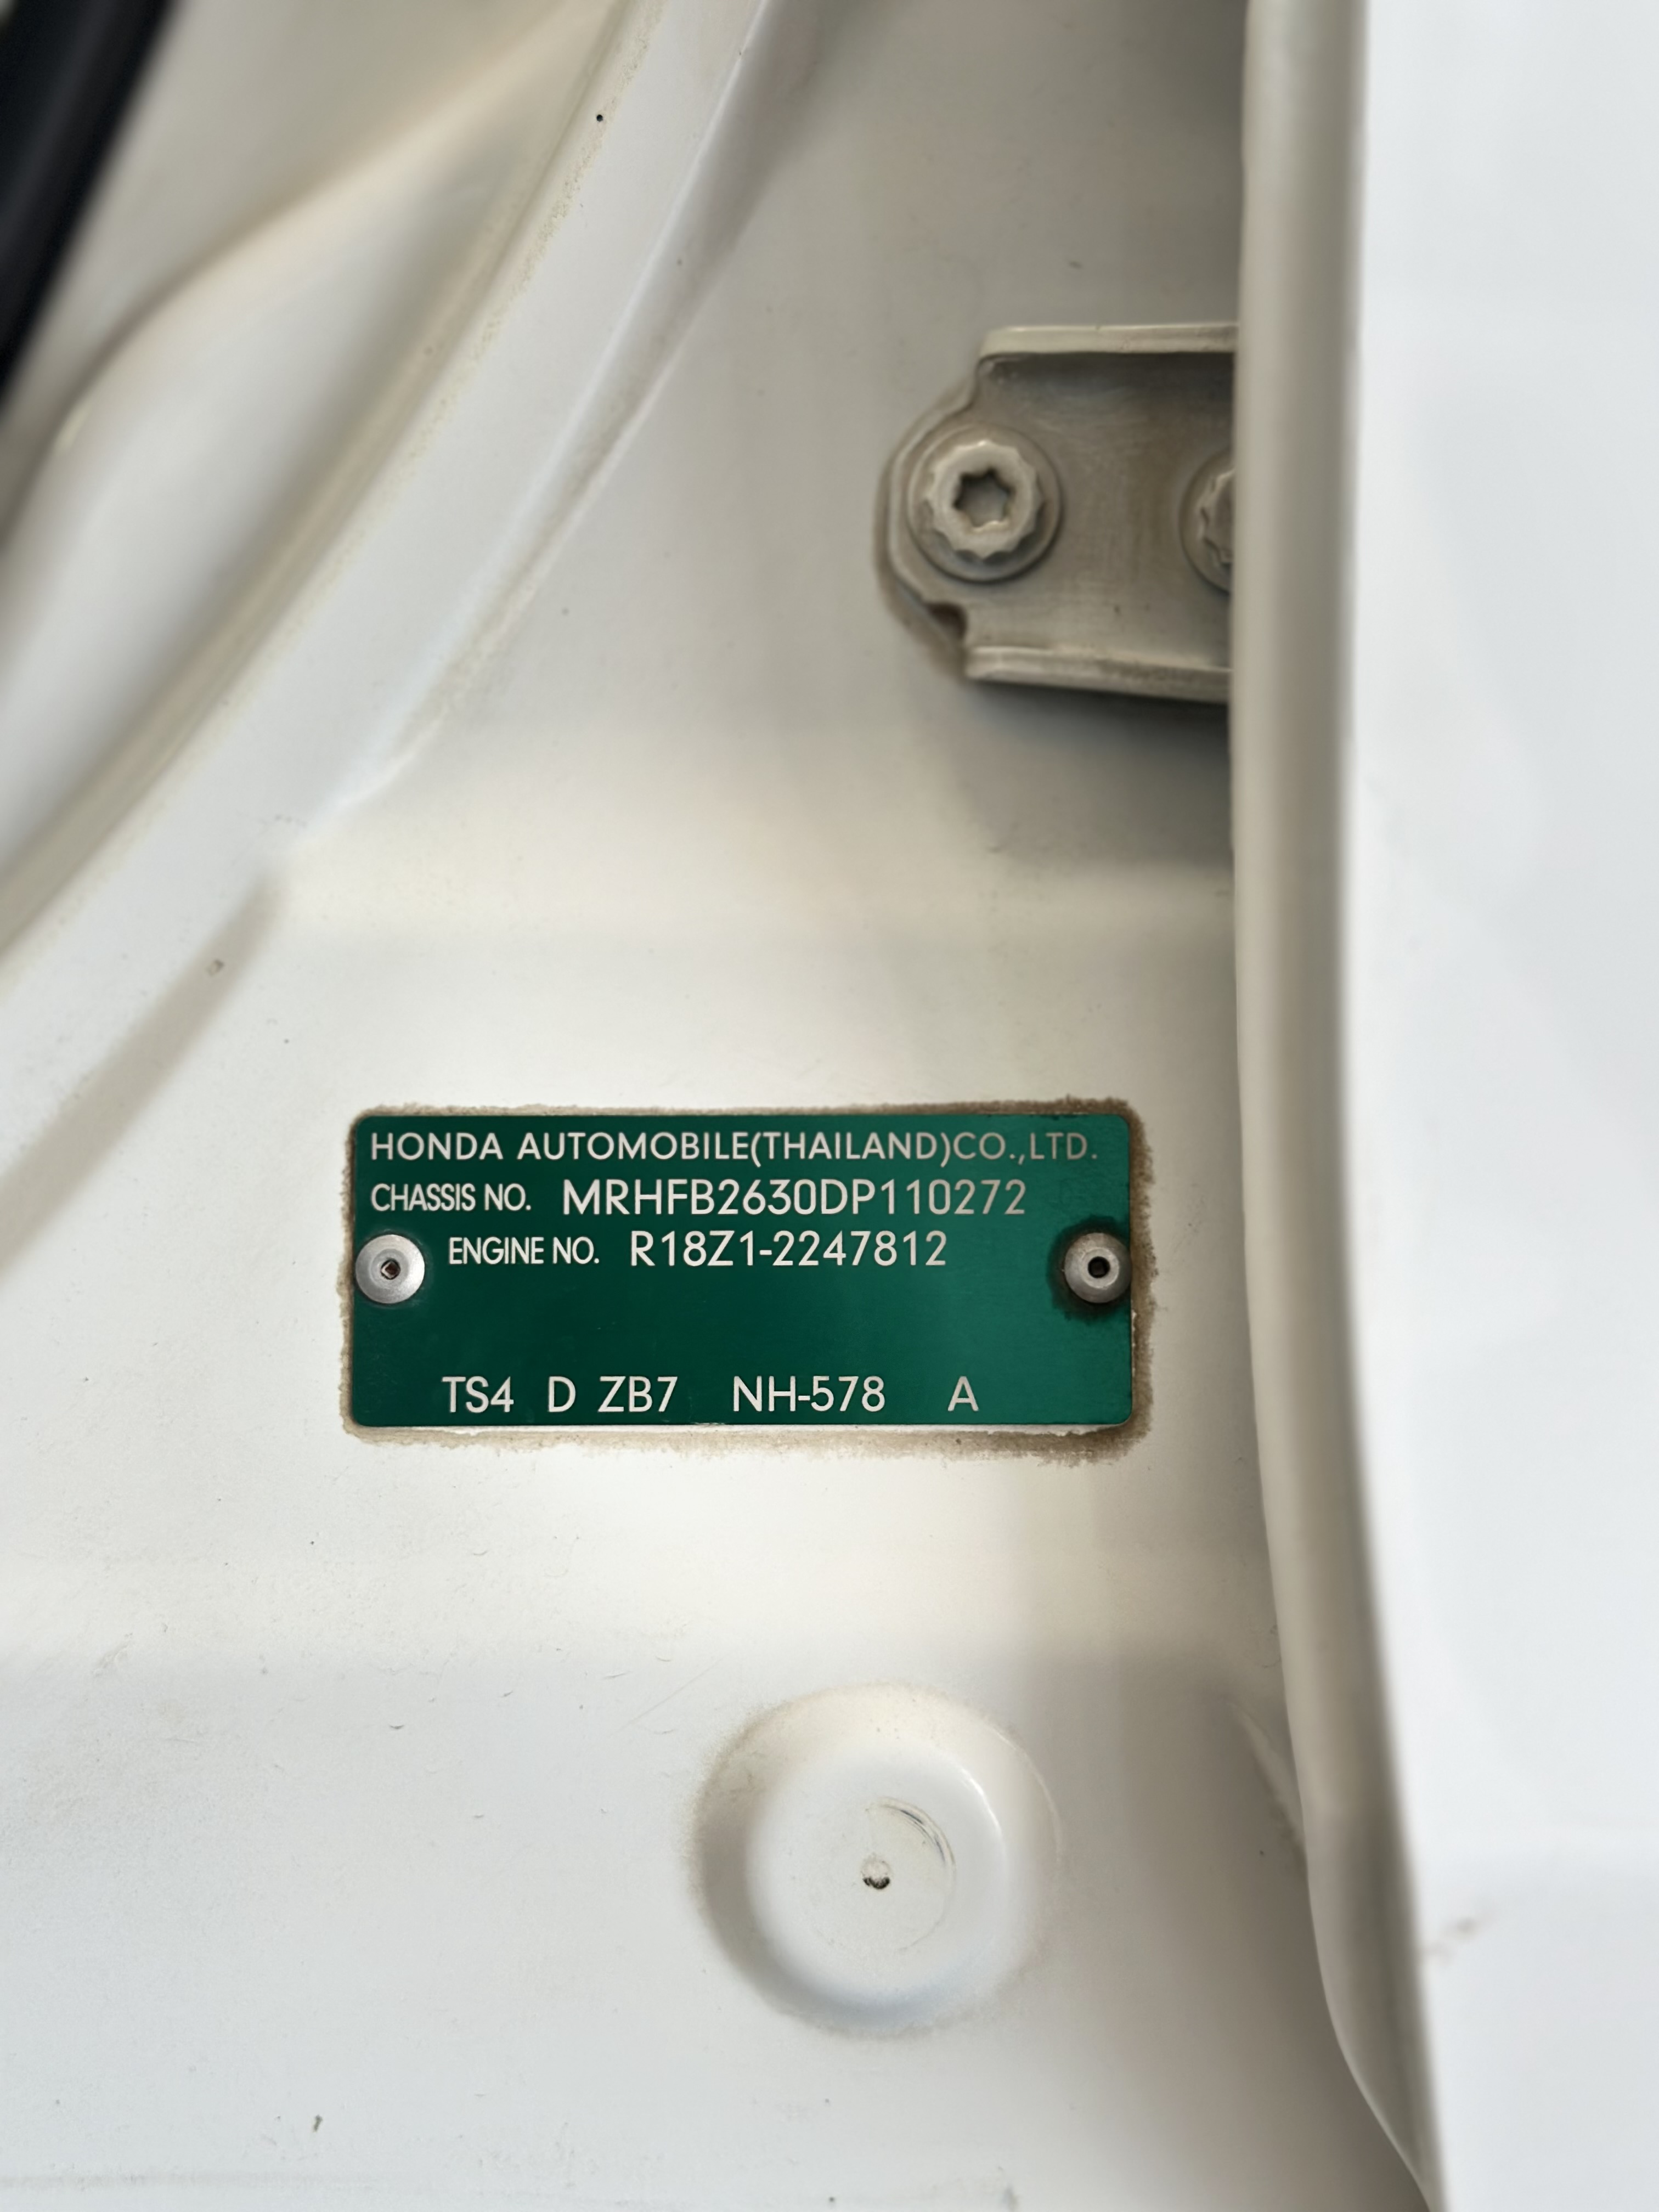 HONDA AUTOMOBILE(THAILAND)CO.,LTD.
CHASSIS NO. MRHFB2630DP110272
ENGINE NO. R18Z1-2247812
TS4 D ZB7 NH-578 A